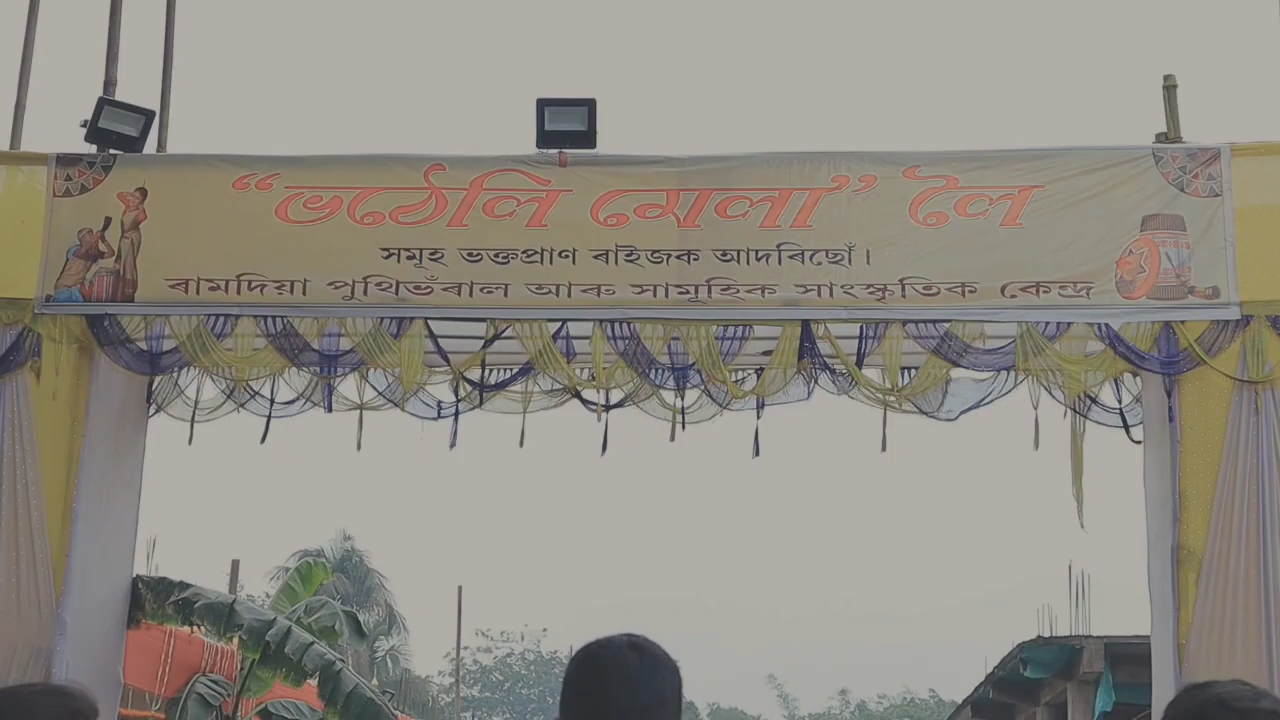 “ভঠেলি মেলা” লৈ
সমূহ ভক্তপ্ৰাণ ৰাইজক আদৰিছোঁ।
ৰামদিয়া পুথিভঁৰাল আৰু সামূহিক সাংস্কৃতিক কেন্দ্ৰ